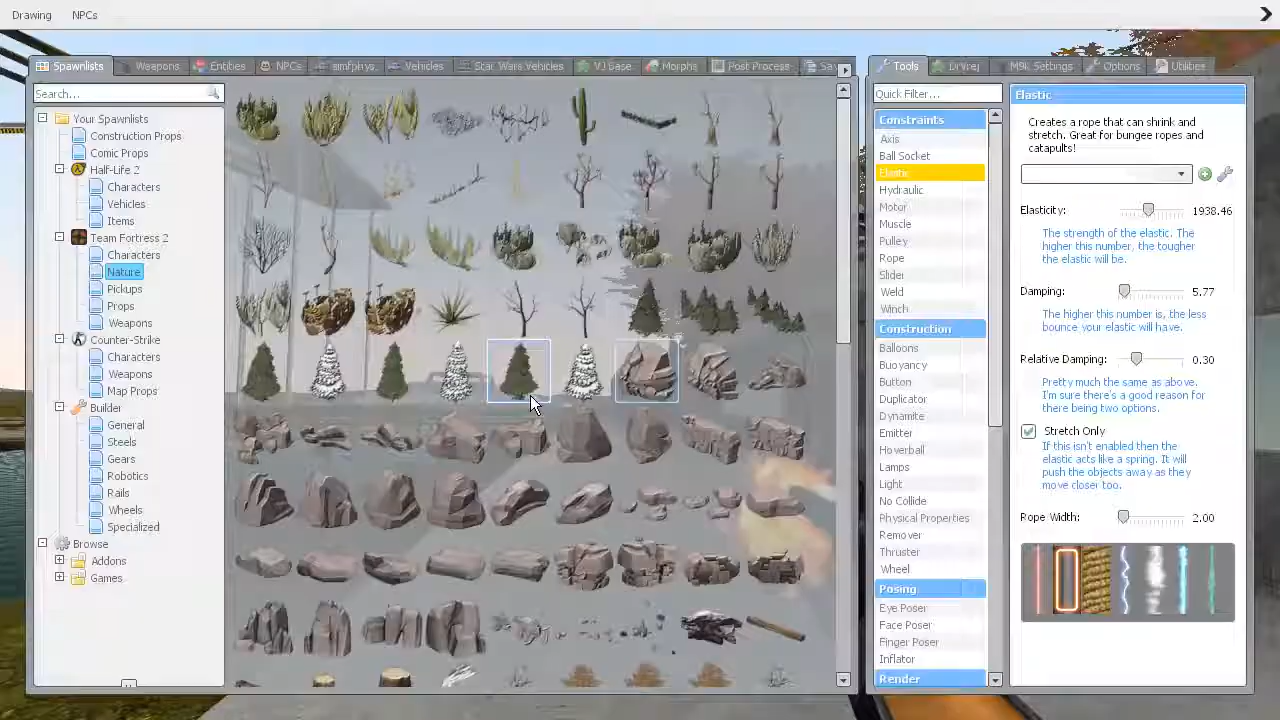 Drawing NPCs
Spawnlists Weapons Entities NPCs simfphys Vehicles Star Wars Vehicles VJ Base Morphs Post Process
Tools M9K Settings Options Utilities
Search...
Your Spawnlists
Construction Props
Comic Props
Half-Life 2
Characters
Vehicles
Items
Team Fortress 2
Characters
Nature
Pickups
Props
Weapons
Counter-Strike
Characters
Weapons
Map Props
Builder
General
Steels
Gears
Robotics
Rails
Wheels
Specialized
Browse
Addons
Games
Quick Filter...
Constraints
Axis
Ball Socket
Elastic
Hydraulic
Motor
Muscle
Pulley
Rope
Slider
Weld
Winch
Construction
Balloons
Buoyancy
Button
Duplicator
Dynamite
Emitter
Hoverball
Lamps
Light
No Collide
Physical Properties
Remover
Thruster
Wheel
Posing
Eye Poser
Face Poser
Finger Poser
Inflator
Render
Elastic
Creates a rope that can shrink and
stretch. Great for bungee ropes and
catapults!
Elasticity: 1938.46
The strength of the elastic. The
higher this number, the tougher
the elastic will be.
Damping: 5.77
The higher this number is, the less
bounce your elastic will have.
Relative Damping: 0.30
Pretty much the same as above.
I'm sure there's a good reason for
there being two options.
Stretch Only
If this isn't enabled then the
elastic acts like a spring. It will
push the objects away as they
move closer too.
Rope Width: 2.00